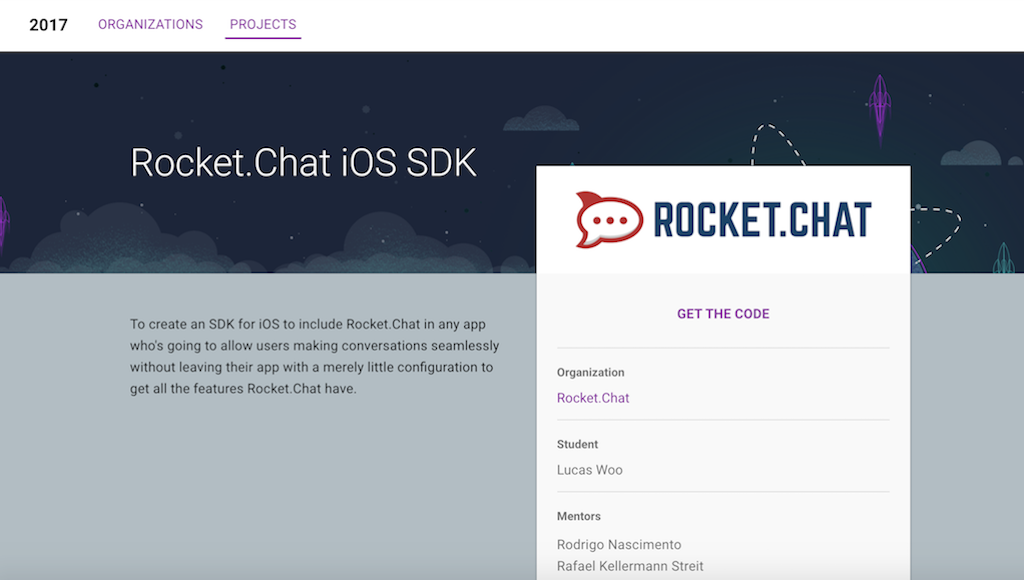 2017 ORGANIZATIONS PROJECTS
Rocket.Chat iOS SDK
ROCKET.CHAT
To create an SDK for iOS to include Rocket.Chat in any app
who's going to allow users making conversations seamlessly
without leaving their app with a merely little configuration to
get all the features Rocket.Chat have.
GET THE CODE
Organization
Rocket.Chat
Student
Lucas Woo
Mentors
Rodrigo Nascimento
Rafael Kellermann Streit